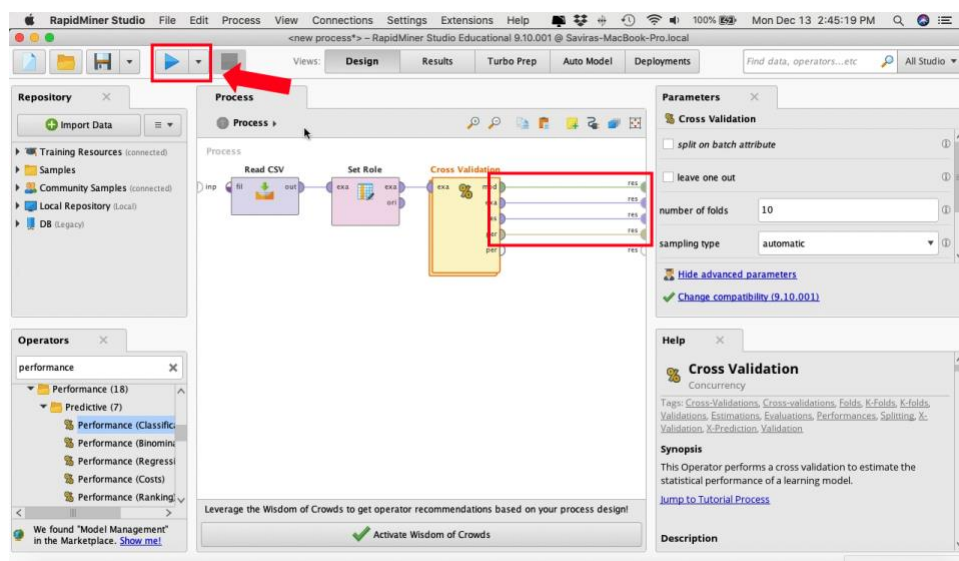 RapidMiner Studio File Edit Process View Connections Settings Extensions Help 100% Mon Dec 13 2:45:19 PM
<new process*> – RapidMiner Studio Educational 9.10.001 @ Saviras-MacBook-Pro.local
Views: Design Results Turbo Prep Auto Model Deployments Find data, operators...etc All Studio
Repository
Import Data
Training Resources (connected)
Samples
Community Samples (connected)
Local Repository (Local)
DB (Legacy)
Operators
performance
Performance (18)
Predictive (7)
Performance (Classific
Performance (Binomina
Performance (Regressi
Performance (Costs)
Performance (Ranking)
We found "Model Management"
in the Marketplace. Show me!
Process
Process
Process
Read CSV Set Role Cross Validation
inp fil out exa exa exa mod res
ori exa res
res
per res
per res
Leverage the Wisdom of Crowds to get operator recommendations based on your process design!
Activate Wisdom of Crowds
Parameters
Cross Validation
split on batch attribute
leave one out
number of folds 10
sampling type automatic
Hide advanced parameters
Change compatibility (9.10.001)
Help
Cross Validation
Concurrency
Tags: Cross-Validations, Cross-validations, Folds, K-Folds, K-folds,
Validations, Estimations, Evaluations, Performances, Splitting, X-
Validation, X-Prediction, Validation
Synopsis
This Operator performs a cross validation to estimate the
statistical performance of a learning model.
Jump to Tutorial Process
Description